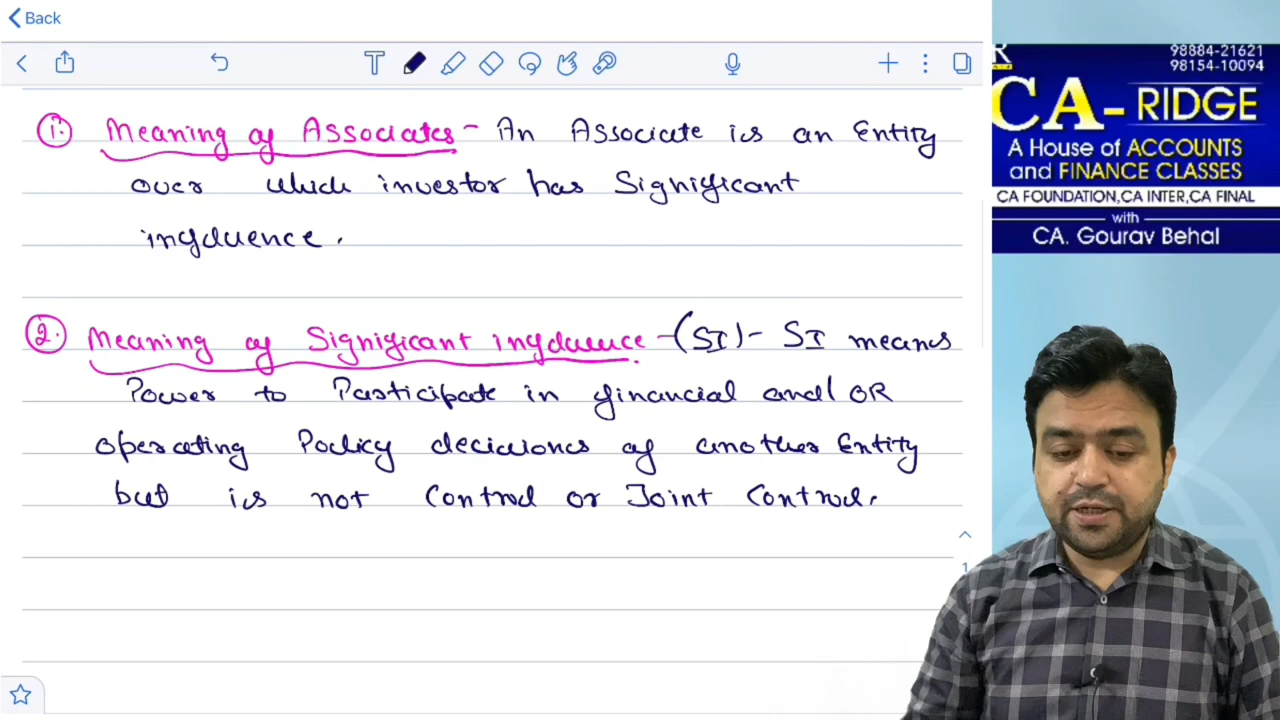 Back
1. Meaning of Associates - An Associate is an Entity
over which investor has Significant
influence.
2. Meaning of Significant influence - (SI) - SI means
Power to Participate in financial and/OR
operating Policy decisions of another Entity
but is not Control or Joint Control.
1
98884-21621
98154-10094
CA- RIDGE
A House of ACCOUNTS
and FINANCE CLASSES
CA FOUNDATION,CA INTER,CA FINAL
with
CA. Gourav Behal